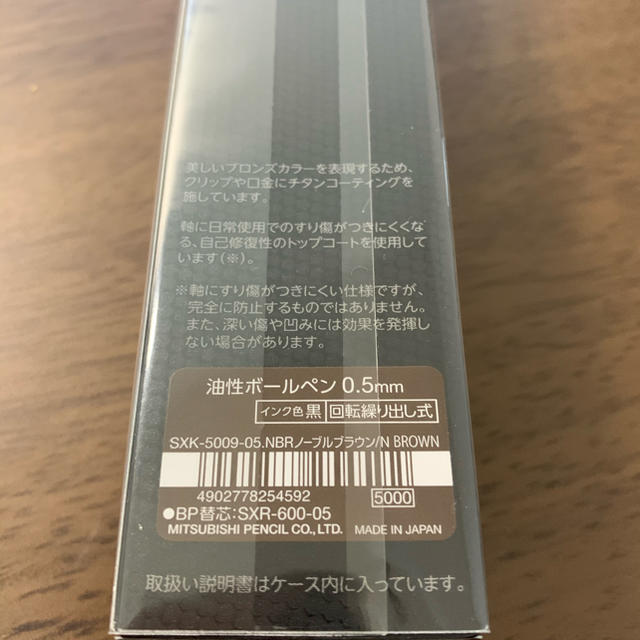 美しいブロンズカラーを表現するため、
クリップや口金にチタンコーティングを
施しています。
軸に日常使用でのすり傷がつきにくくな
る、自己修復性のトップコートを使用して
います（※）。
※軸にすり傷がつきにくい仕様ですが、
完全に防止するものではありません。
また、深い傷や凹みには効果を発揮し
ない場合があります。
油性ボールペン 0.5mm
インク色 黒 回転繰り出し式
SXK-5009-05.NBRノーブルブラウン/N BROWN
4902778254592 5000
●BP替芯:SXR-600-05
MITSUBISHI PENCIL CO.,LTD. MADE IN JAPAN
取扱い説明書はケース内に入っています。